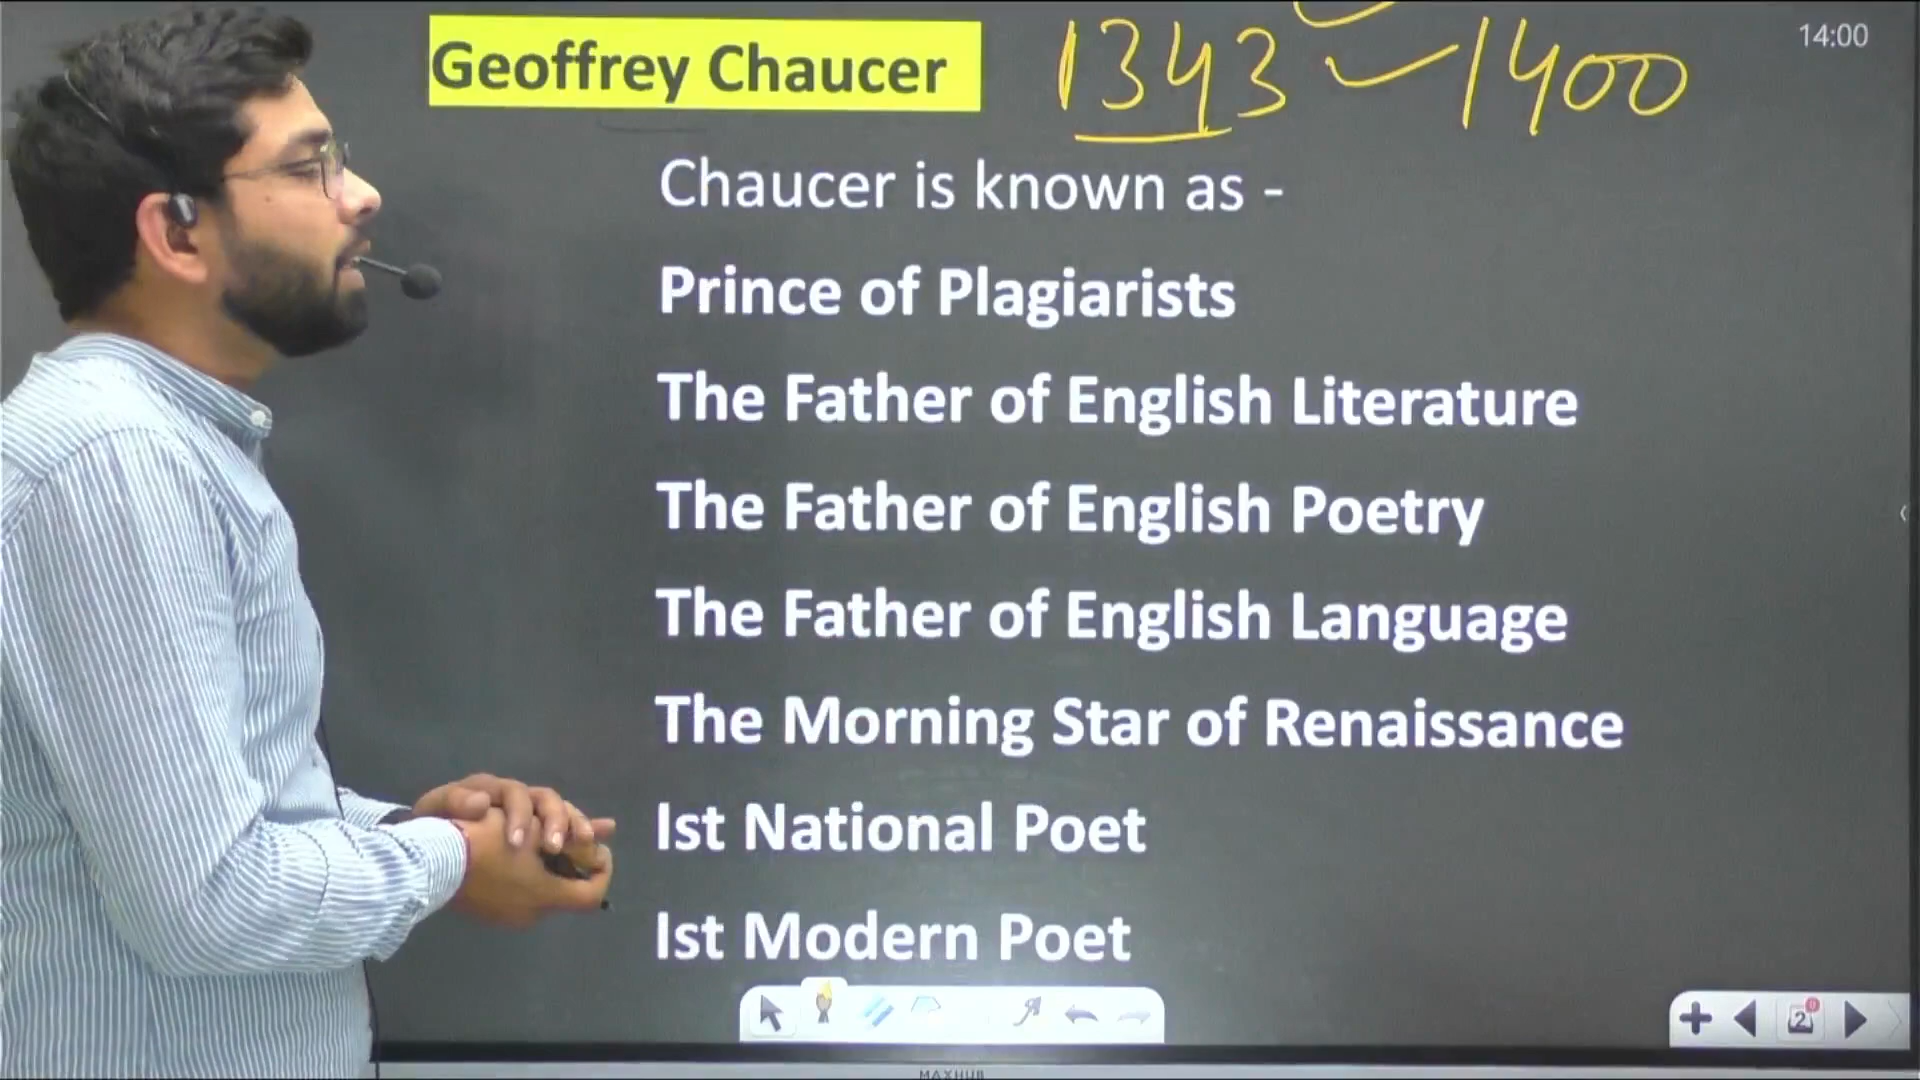 Geoffrey Chaucer 1343 - 1400
14:00
Chaucer is known as -
Prince of Plagiarists
The Father of English Literature
The Father of English Poetry
The Father of English Language
The Morning Star of Renaissance
Ist National Poet
Ist Modern Poet
2
MAXHUB